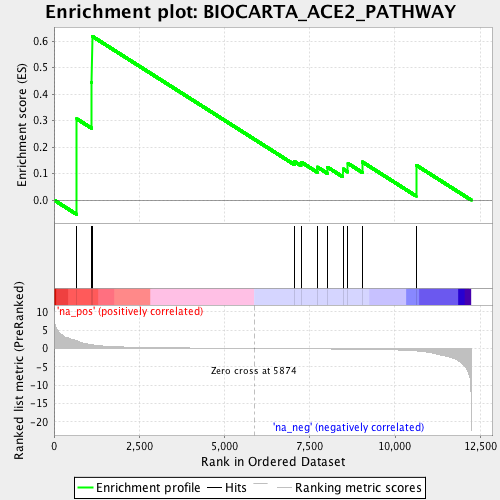 Enrichment plot: BIOCARTA_ACE2_PATHWAY
Enrichment score (ES)
0.6
0.5
0.4
0.3
0.2
0.1
0.0
'na_pos' (positively correlated)
Ranked list metric (PreRanked)
10
5
0
-5
-10
-15
-20
Zero cross at 5874
'na_neg' (negatively correlated)
0
2,500
5,000
7,500
10,000
12,500
Rank in Ordered Dataset
Enrichment profile
Hits
Ranking metric scores